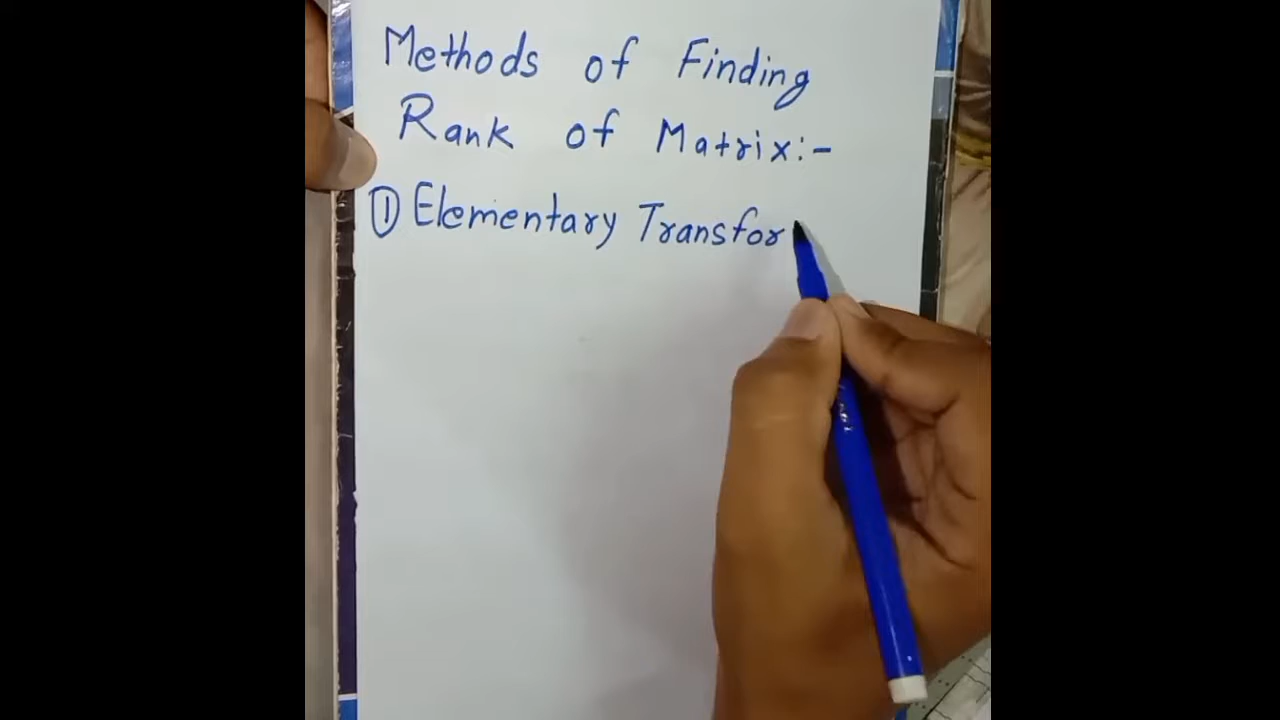 Methods of Finding
Rank of Matrix:-
① Elementary Transfor